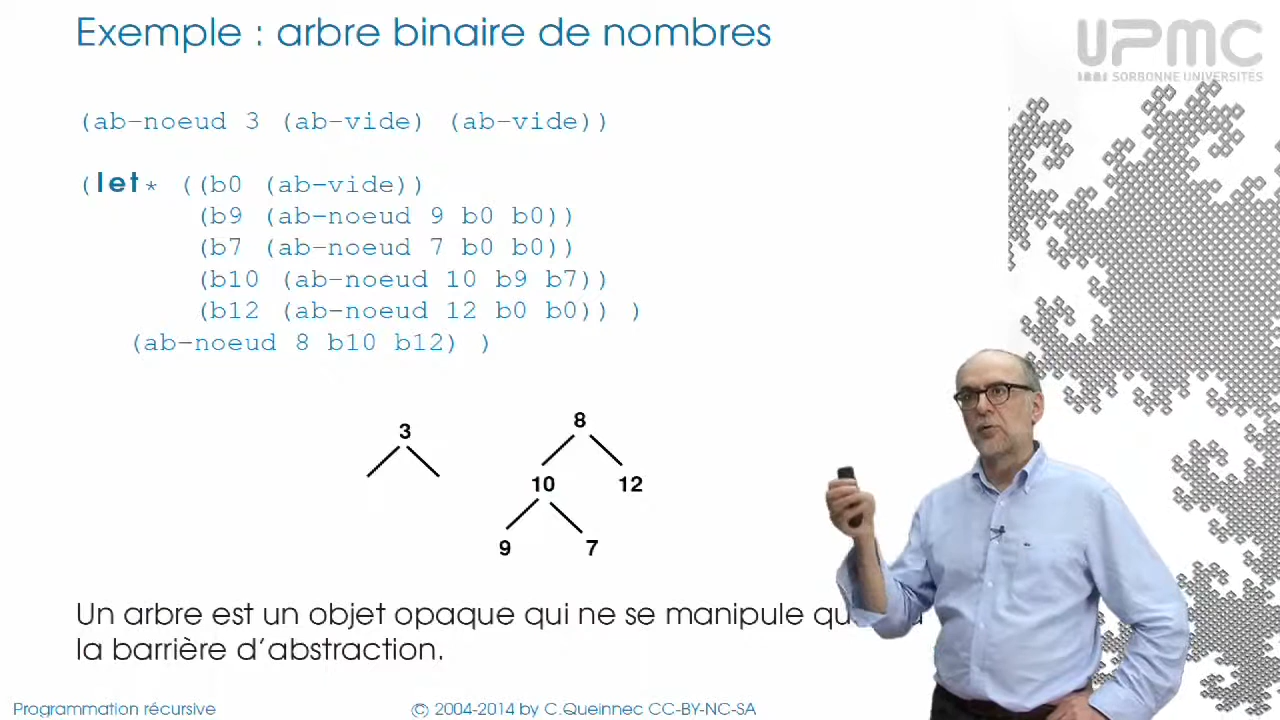 Exemple : arbre binaire de nombres
UPMC
SORBONNE UNIVERSITÉS
(ab-noeud 3 (ab-vide) (ab-vide))
(let* ((b0 (ab-vide))
(b9 (ab-noeud 9 b0 b0))
(b7 (ab-noeud 7 b0 b0))
(b10 (ab-noeud 10 b9 b7))
(b12 (ab-noeud 12 b0 b0)) )
(ab-noeud 8 b10 b12) )
3
8
10 12
9 7
Un arbre est un objet opaque qui ne se manipule
la barrière d'abstraction.
Programmation récursive
© 2004-2014 by C.Queinnec CC-BY-NC-SA